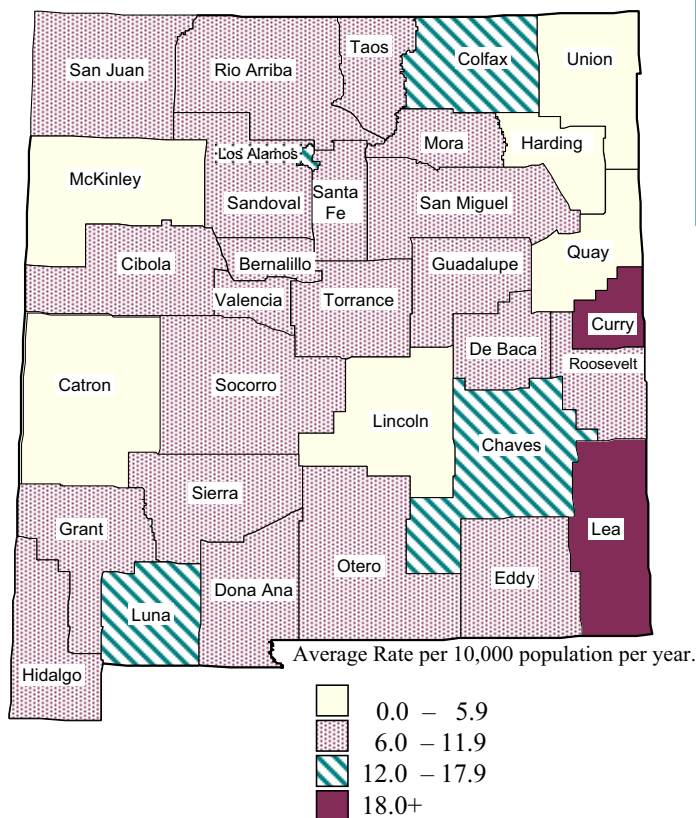 Taos
San Juan
Rio Arriba
Colfax
Union
Mora
Harding
Los Alamos
McKinley
Sandoval
Santa
Fe
San Miguel
Quay
Cibola
Bernalillo
Guadalupe
Valencia
Torrance
Curry
De Baca
Roosevelt
Catron
Socorro
Lincoln
Chaves
Sierra
Grant
Lea
Otero
Eddy
Dona Ana
Luna
Hidalgo
Average Rate per 10,000 population per year.
0.0 – 5.9
6.0 – 11.9
12.0 – 17.9
18.0+